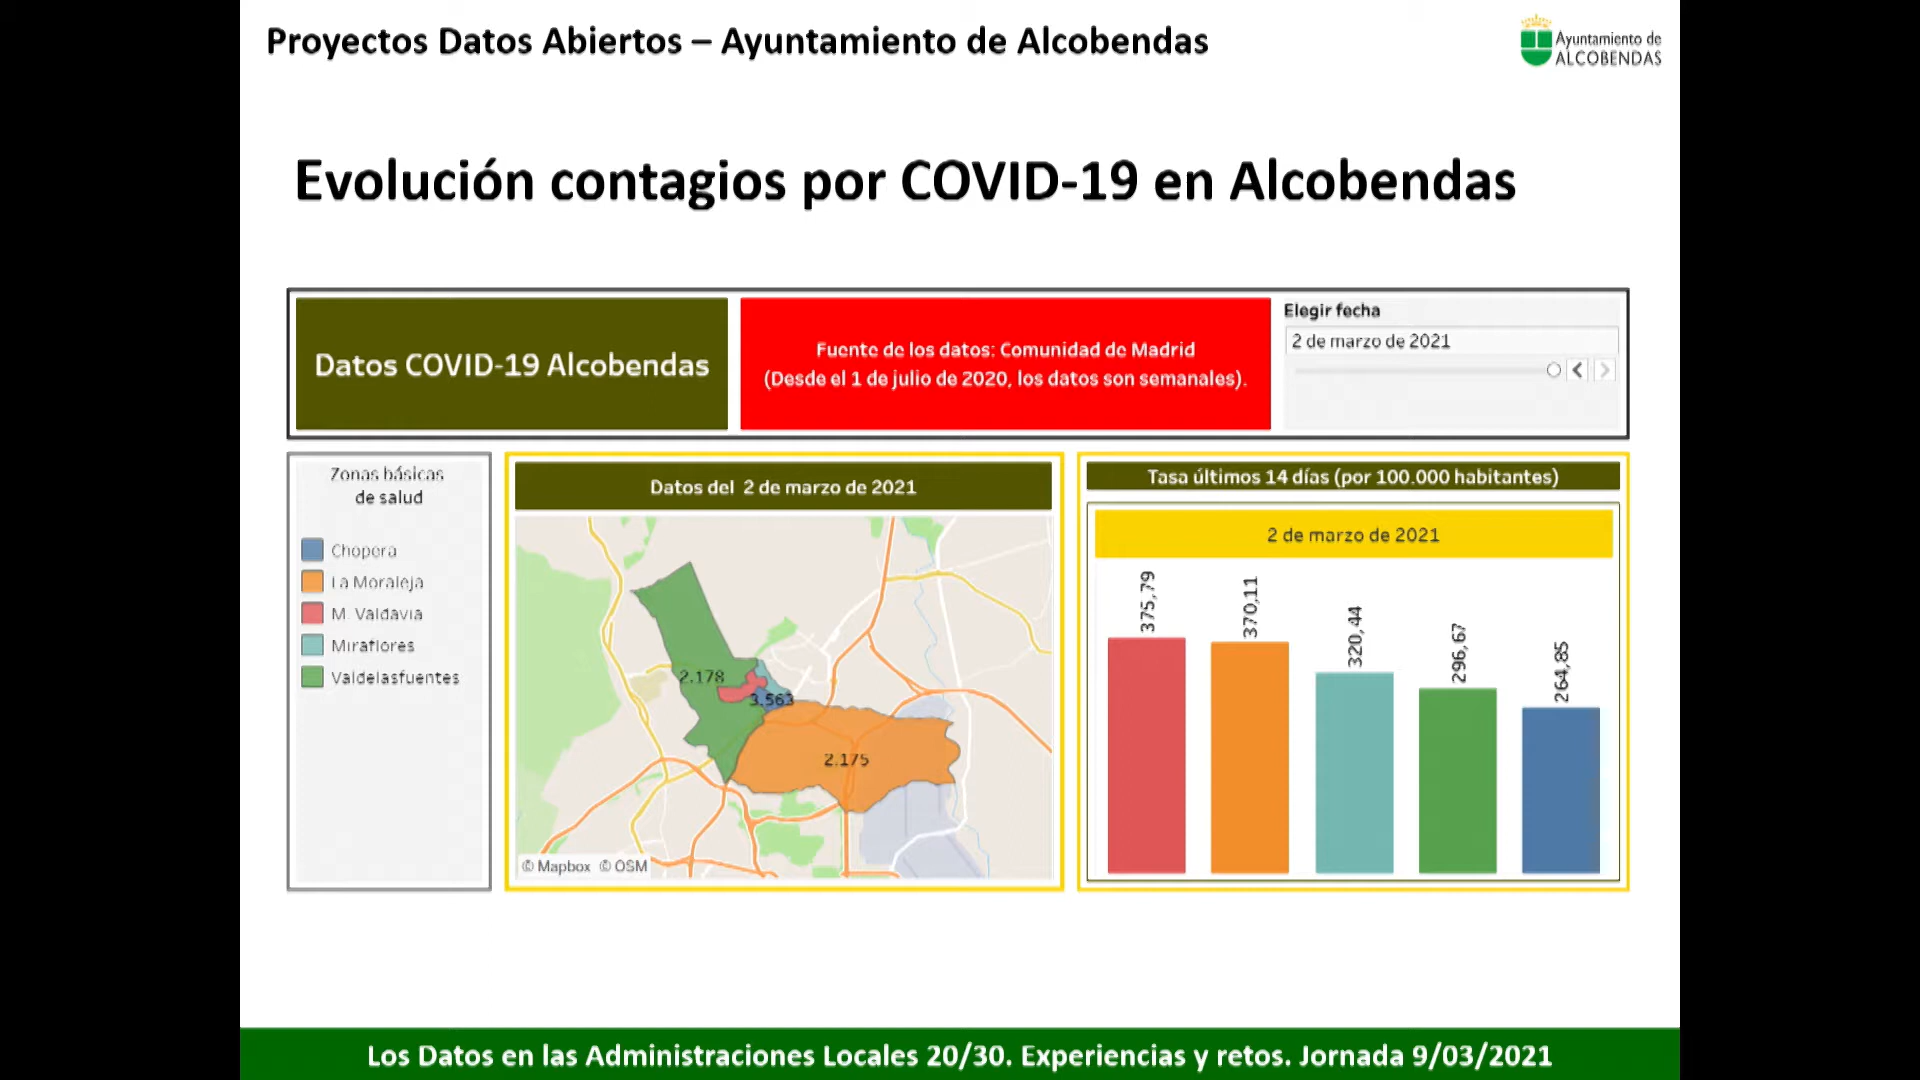 Proyectos Datos Abiertos – Ayuntamiento de Alcobendas
Ayuntamiento de
ALCOBENDAS
Evolución contagios por COVID-19 en Alcobendas
Datos COVID-19 Alcobendas
Fuente de los datos: Comunidad de Madrid
(Desde el 1 de julio de 2020, los datos son semanales).
Elegir fecha
2 de marzo de 2021
Zonas básicas
de salud
Chopera
La Moraleja
M. Valdavia
Miraflores
Valdelasfuentes
Datos del 2 de marzo de 2021
2.178
3.563
2.175
© Mapbox © OSM
Tasa últimos 14 días (por 100.000 habitantes)
2 de marzo de 2021
375,79
370,11
320,44
296,67
264,85
Los Datos en las Administraciones Locales 20/30. Experiencias y retos. Jornada 9/03/2021